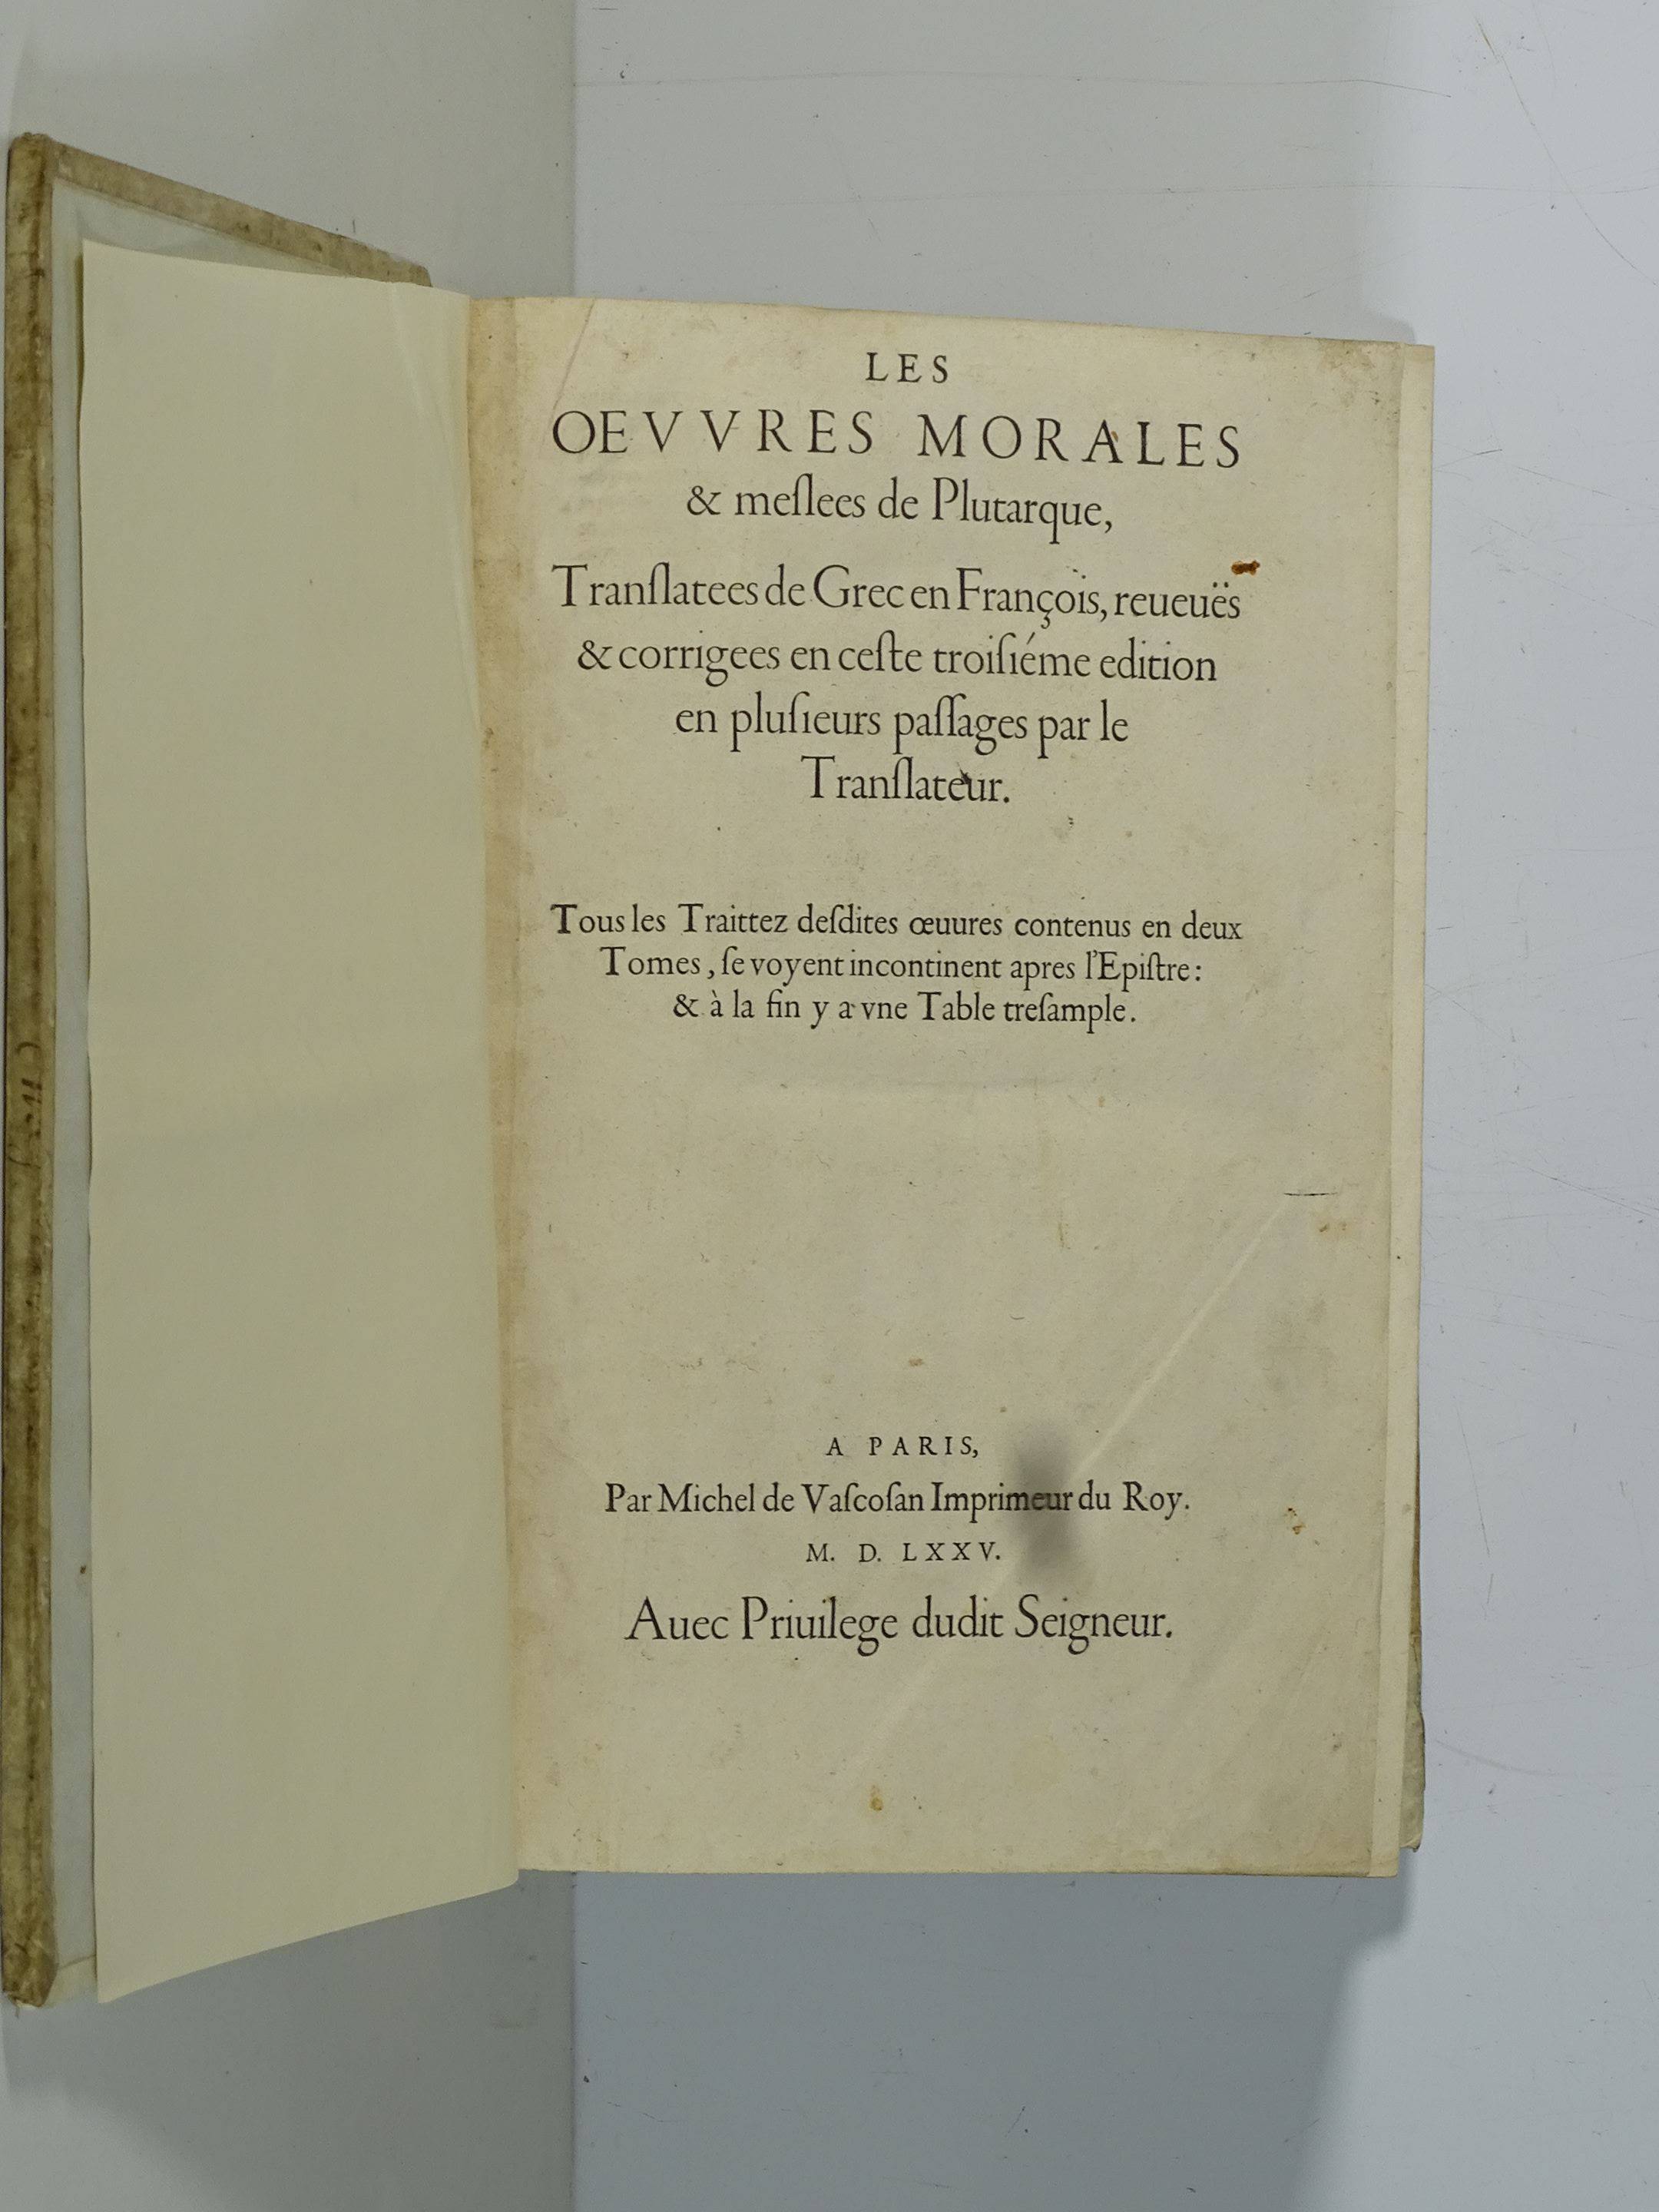 LES
OEVVRES MORALES
& meſlees de Plutarque,
Tranſlatees de Grec en François, reueuës
& corrigees en ceſte troiſiéme edition
en pluſieurs paſſages par le
Tranſlateur.
Tous les Traittez deſdites œuures contenus en deux
Tomes, ſe voyent incontinent apres l'Epiſtre:
& à la fin y a vne Table treſample.
A PARIS,
Par Michel de Vaſcoſan Imprimeur du Roy.
M. D. LXXV.
Auec Priuilege dudit Seigneur.